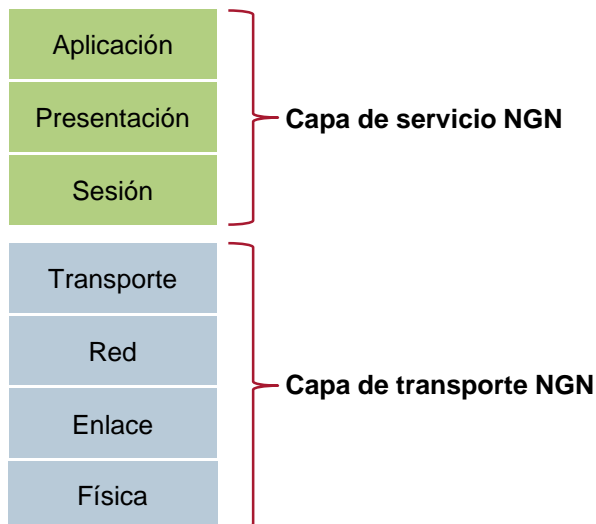 Aplicación
Presentación
Capa de servicio NGN
Sesión
Transporte
Red
Capa de transporte NGN
Enlace
Física